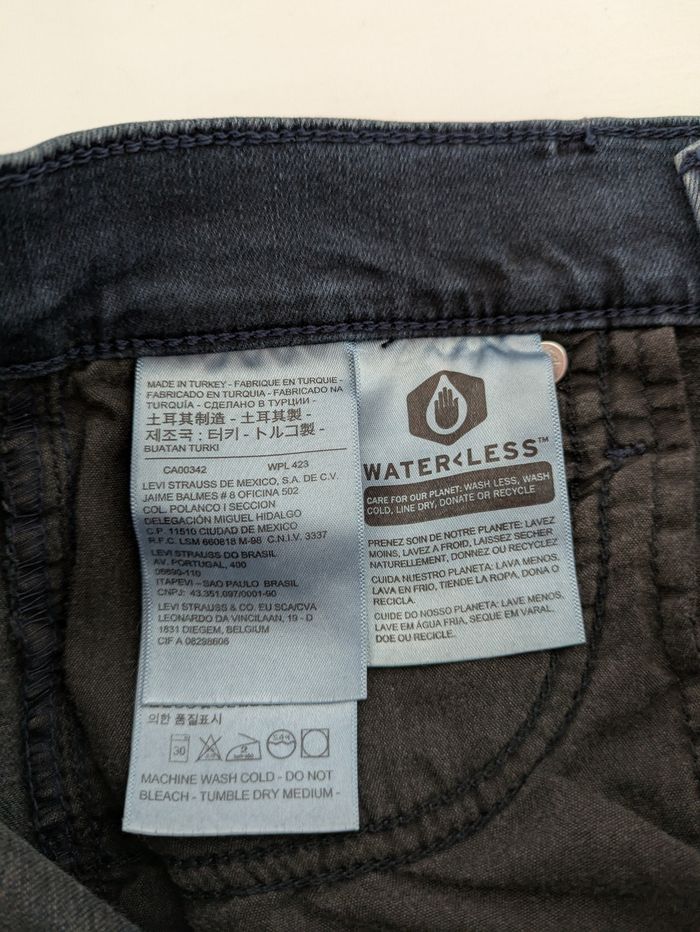 MADE IN TURKEY - FABRIQUE EN TURQUIE -
FABRICADO EN TURQUIA - FABRICADO NA
TURQUÍA - СДЕЛАНО В ТУРЦИИ -
土耳其制造 - 土耳其製 -
제조국 : 터키 - トルコ製 -
BUATAN TURKI
CA00342 WPL 423
LEVI STRAUSS DE MEXICO, S.A. DE C.V.
JAIME BALMES # 8 OFICINA 502
COL. POLANCO I SECCION
DELEGACIÓN MIGUEL HIDALGO
C.P. 11510 CIUDAD DE MEXICO
R.F.C. LSM 660818 M-98 C.N.I.V. 3337
LEVI STRAUSS DO BRASIL
AV. PORTUGAL, 400
06690-110
ITAPEVI - SAO PAULO BRASIL
CNPJ: 43.351.097/0001-90
LEVI STRAUSS & CO. EU SCA/CVA
LEONARDO DA VINCILAAN, 19 - D
1831 DIEGEM, BELGIUM
CIF A 08298608
의한 품질표시
30
MACHINE WASH COLD - DO NOT
BLEACH - TUMBLE DRY MEDIUM -
WATER<LESS™
CARE FOR OUR PLANET: WASH LESS, WASH
COLD, LINE DRY, DONATE OR RECYCLE
PRENEZ SOIN DE NOTRE PLANETE: LAVEZ
MOINS, LAVEZ A FROID, LAISSEZ SECHER
NATURELLEMENT, DONNEZ OU RECYCLEZ
CUIDA NUESTRO PLANETA: LAVA MENOS,
LAVA EN FRIO, TIENDE LA ROPA, DONA O
RECICLA.
CUIDE DO NOSSO PLANETA: LAVE MENOS,
LAVE EM ÁGUA FRIA, SEQUE EM VARAL,
DOE OU RECICLE.